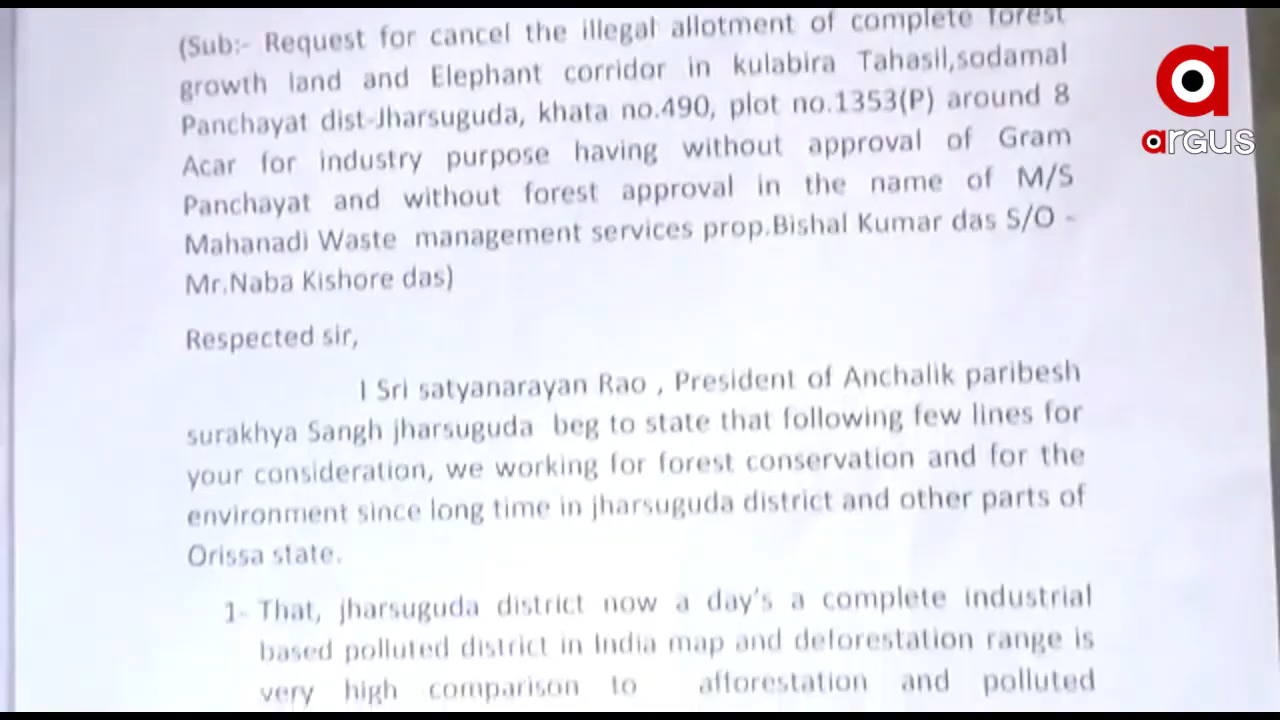 (Sub:- Request for cancel the illegal allotment of complete forest
growth land and Elephant corridor in kulabira Tahasil,sodamal
Panchayat dist-Jharsuguda, khata no.490, plot no.1353(P) around 8
Acar for industry purpose having without approval of Gram
Panchayat and without forest approval in the name of M/S
Mahanadi Waste management services prop.Bishal Kumar das S/O -
Mr.Naba Kishore das)
Respected sir,
I Sri satyanarayan Rao , President of Anchalik paribesh
surakhya Sangh jharsuguda beg to state that following few lines for
your consideration, we working for forest conservation and for the
environment since long time in jharsuguda district and other parts of
Orissa state.
1- That, jharsuguda district now a day's a complete industrial
based polluted district in India map and deforestation range is
very high comparison to afforestation and polluted
argus